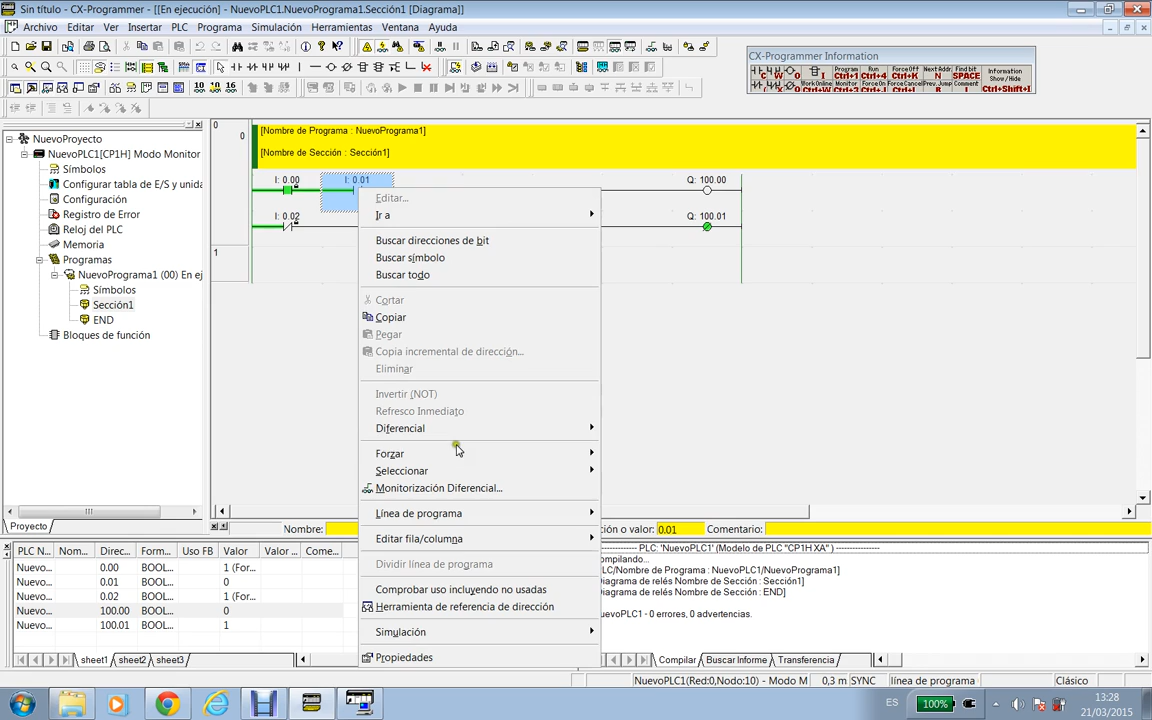 Sin título - CX-Programmer - [[En ejecución] - NuevoPLC1.NuevoPrograma1.Sección1 [Diagrama]]
Archivo Editar Ver Insertar PLC Programa Simulación Herramientas Ventana Ayuda
CX-Programmer Information
Information
Show / Hide
Ctrl+Shift+I
NuevoProyecto
NuevoPLC1[CP1H] Modo Monitor
Símbolos
Configurar tabla de E/S y unida
Configuración
Registro de Error
Reloj del PLC
Memoria
Programas
NuevoPrograma1 (00) En ej
Símbolos
Sección1
END
Bloques de función
Proyecto
0
0
[Nombre de Programa : NuevoPrograma1]
[Nombre de Sección : Sección1]
I: 0.00 I: 0.01 Q: 100.00
I: 0.02 Q: 100.01
1
Editar...
Ir a
Buscar direcciones de bit
Buscar símbolo
Buscar todo
Cortar
Copiar
Pegar
Copia incremental de dirección...
Eliminar
Invertir (NOT)
Refresco Inmediato
Diferencial
Forzar
Seleccionar
Monitorización Diferencial...
Línea de programa
Editar fila/columna
Dividir línea de programa
Comprobar uso incluyendo no usadas
Herramienta de referencia de dirección
Simulación
Propiedades
Nombre: ción o valor: 0.01 Comentario:
PLC N... Nom... Direc... Form... Uso FB Valor Valor ... Come...
Nuevo... 0.00 BOOL... 1 (For...
Nuevo... 0.01 BOOL... 0
Nuevo... 0.02 BOOL... 1 (For...
Nuevo... 100.00 BOOL... 0
Nuevo... 100.01 BOOL... 1
sheet1 sheet2 sheet3
------------- PLC: 'NuevoPLC1' (Modelo de PLC "CP1H XA" ) ---------------
ompilando...
PLC/Nombre de Programa : NuevoPLC1/NuevoPrograma1]
Diagrama de relés Nombre de Sección : Sección1]
Diagrama de relés Nombre de Sección : END]
uevoPLC1 - 0 errores, 0 advertencias.
Compilar Buscar Informe Transferencia
NuevoPLC1(Red:0,Nodo:10) - Modo M 0,3 m SYNC línea de programa Clásico
ES 100% 13:28
21/03/2015